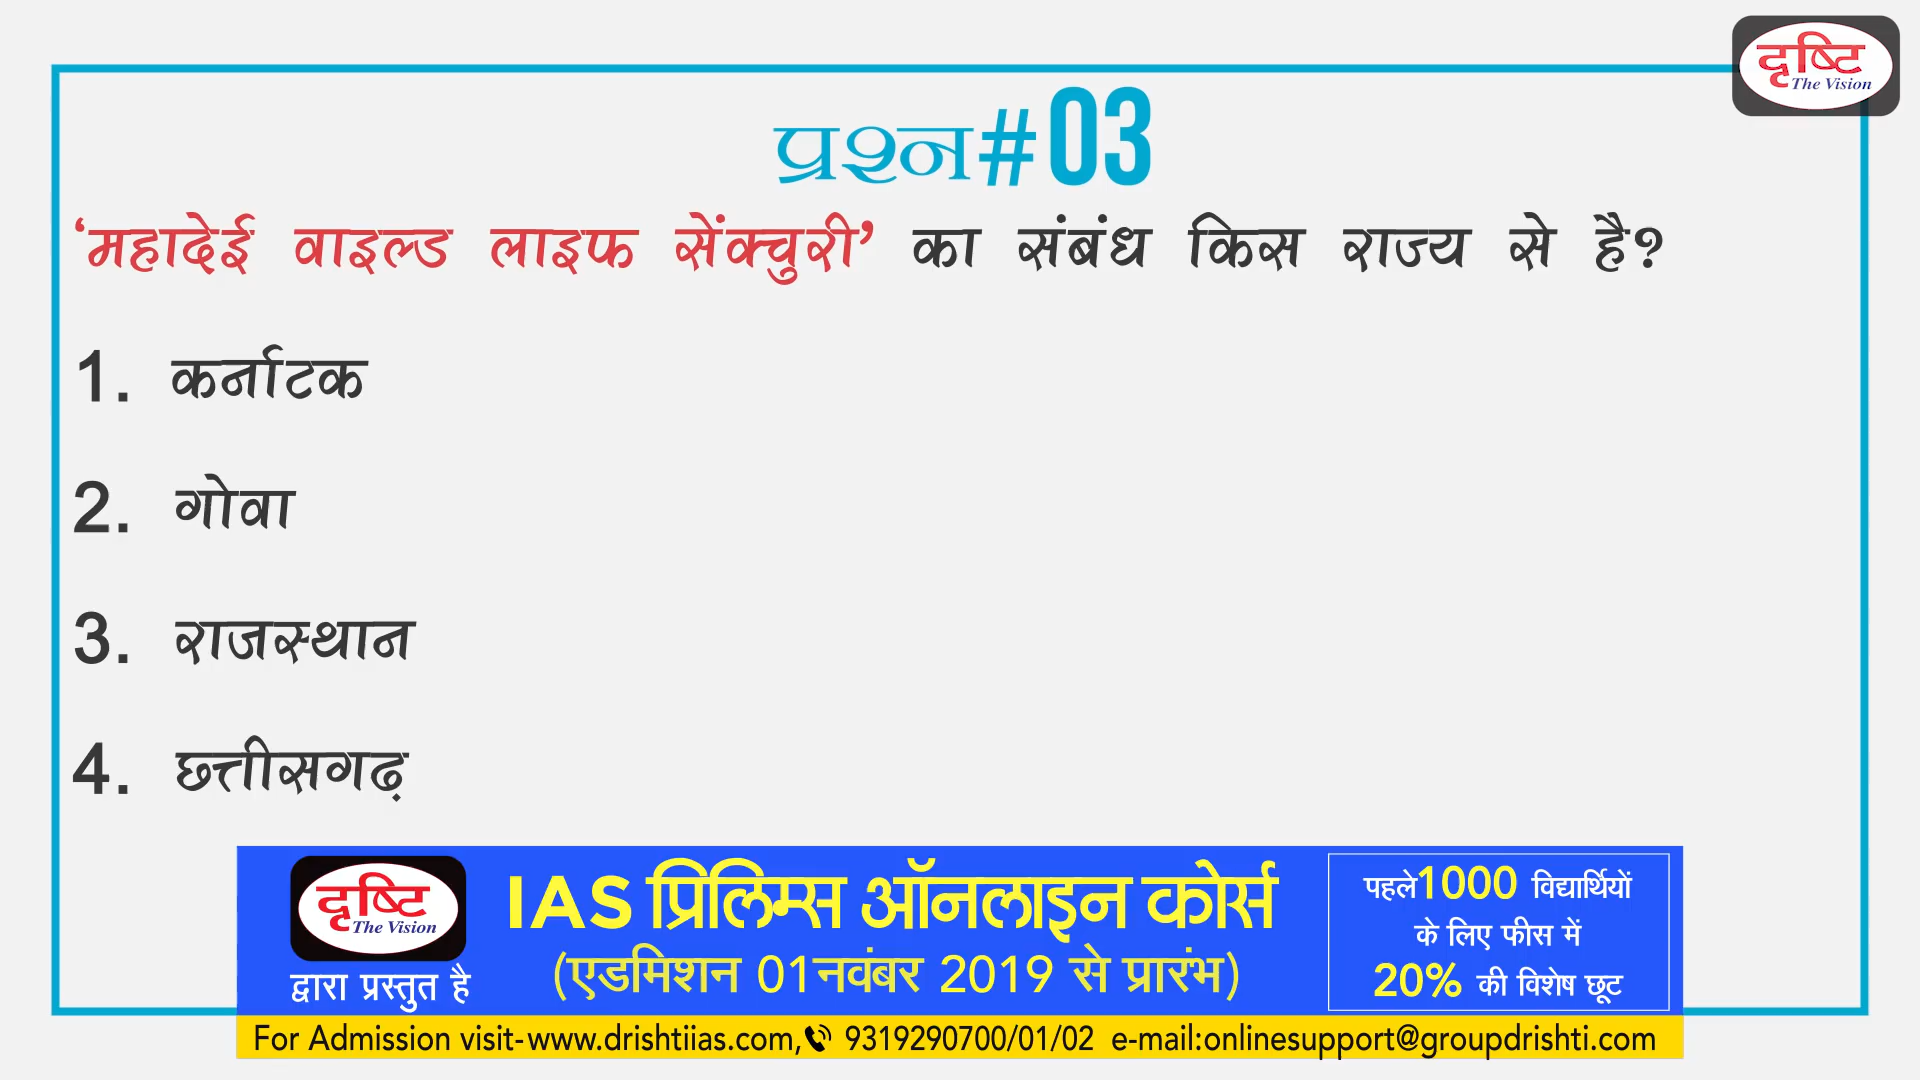 दृष्टि
The Vision
प्रश्न#03
‘महादेई वाइल्ड लाइफ सेंक्चुरी’ का संबंध किस राज्य से है?
1. कर्नाटक
2. गोवा
3. राजस्थान
4. छत्तीसगढ़
दृष्टि
The Vision
द्वारा प्रस्तुत है
IAS प्रिलिम्स ऑनलाइन कोर्स
(एडमिशन 01नवंबर 2019 से प्रारंभ)
पहले1000 विद्यार्थियों
के लिए फीस में
20% की विशेष छूट
For Admission visit-www.drishtiias.com, 9319290700/01/02 e-mail:onlinesupport@groupdrishti.com